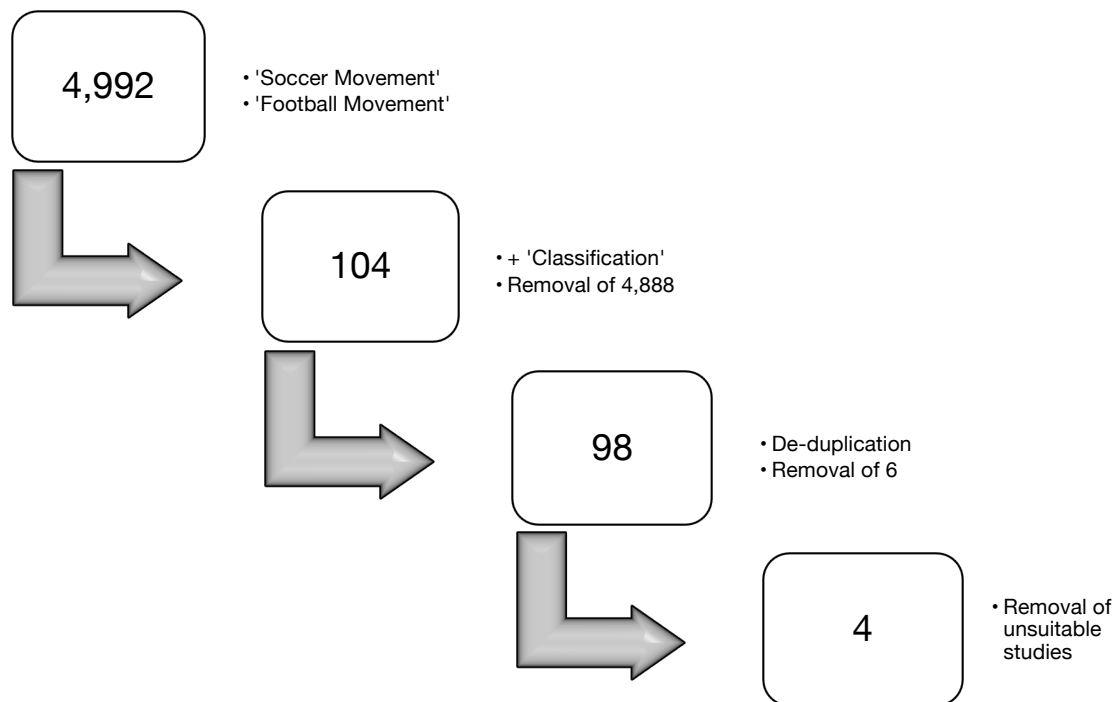 4,992
• 'Soccer Movement'
• 'Football Movement'
104
• + 'Classification'
• Removal of 4,888
98
• De-duplication
• Removal of 6
4
• Removal of
unsuitable
studies